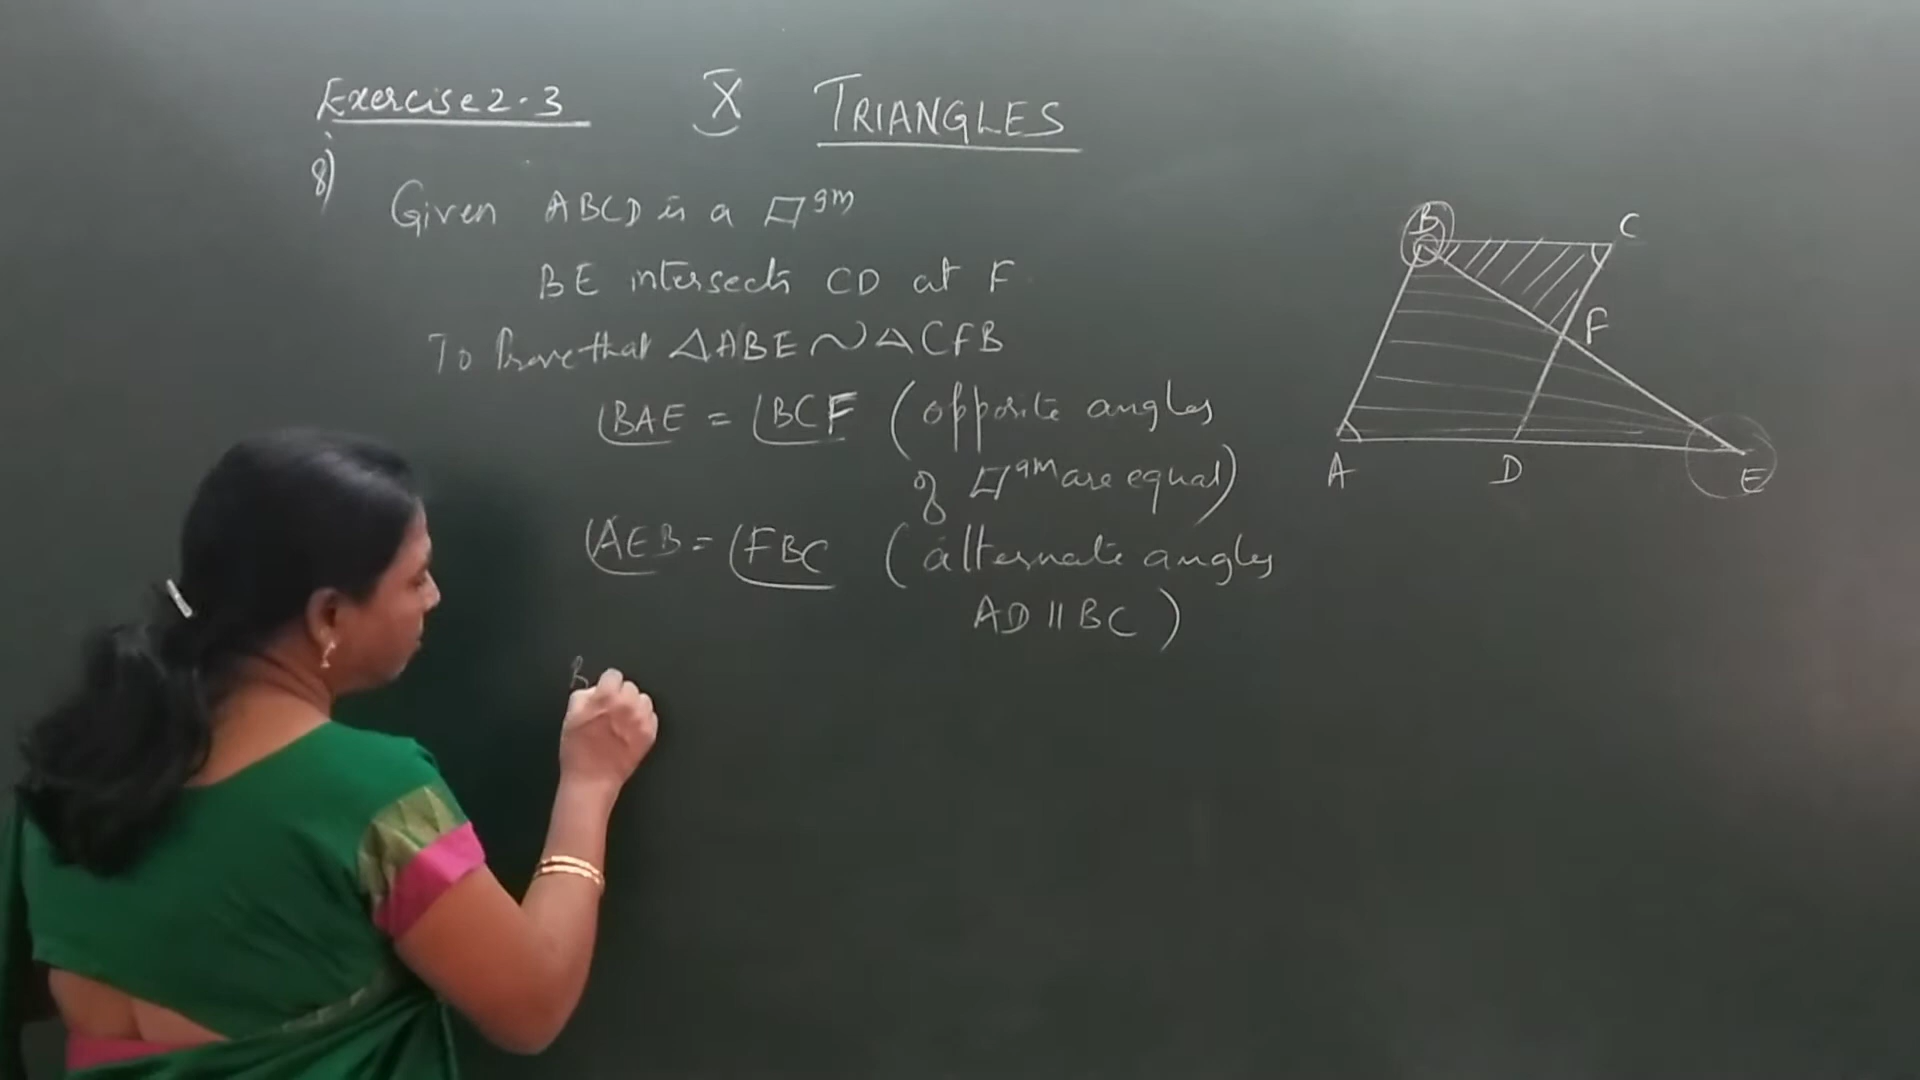 Exercise 2.3 X TRIANGLES
8)
Given ABCD is a ▱gm
BE intersects CD at F
To Prove that △ABE ~ △CFB
∠BAE = ∠BCF (opposite angles
of ▱gm are equal)
∠AEB = ∠FBC (alternate angles
AD || BC)
B
B C
F
A D E